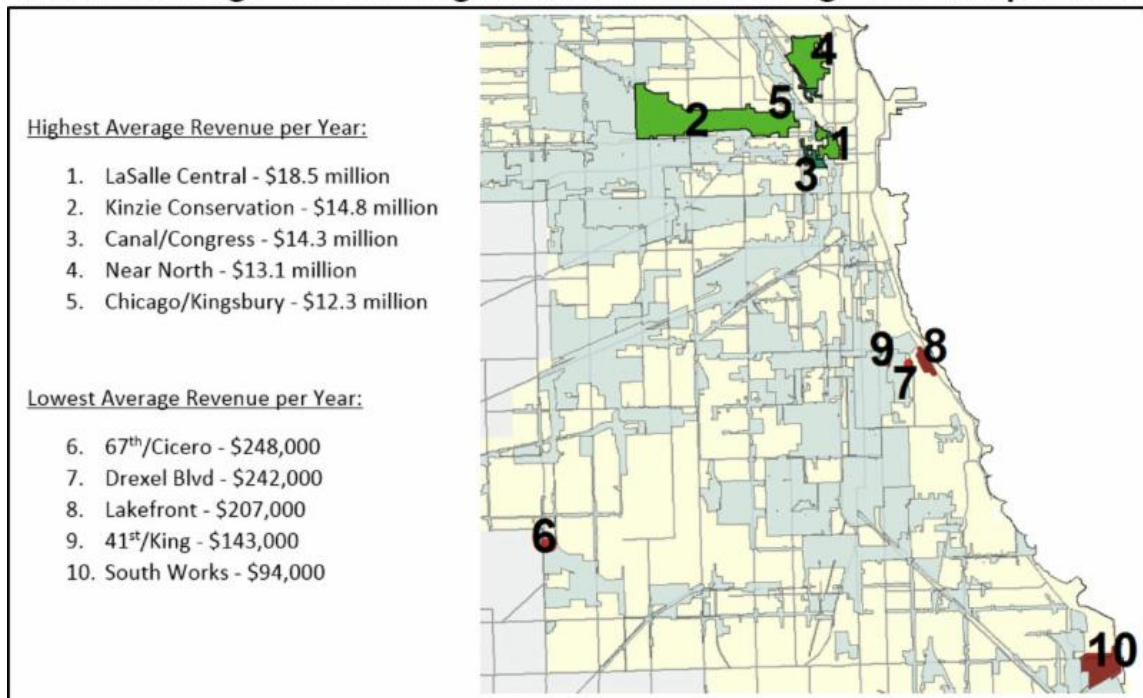 Highest Average Revenue per Year:
1. LaSalle Central - $18.5 million
2. Kinzie Conservation - $14.8 million
3. Canal/Congress - $14.3 million
4. Near North - $13.1 million
5. Chicago/Kingsbury - $12.3 million
Lowest Average Revenue per Year:
6. 67th/Cicero - $248,000
7. Drexel Blvd - $242,000
8. Lakefront - $207,000
9. 41st/King - $143,000
10. South Works - $94,000
4
5
2
1
3
9
8
7
6
10